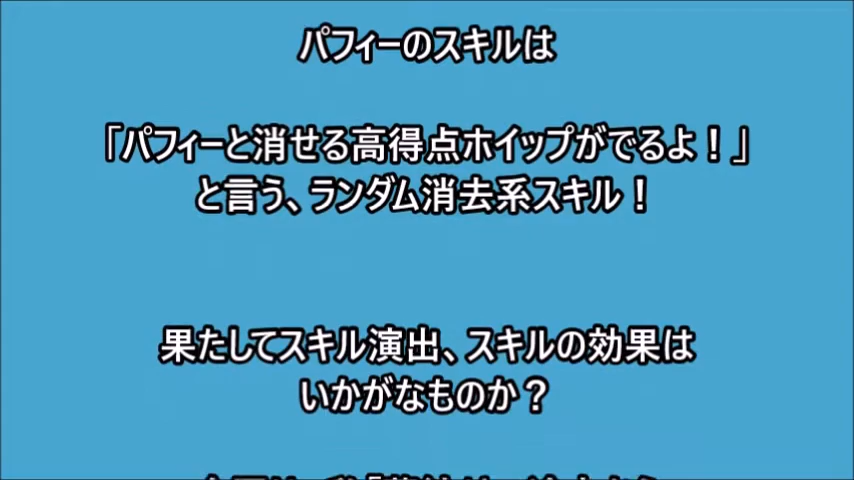 パフィーのスキルは
「パフィーと消せる高得点ホイップがでるよ！」
と言う、ランダム消去系スキル！
果たしてスキル演出、スキルの効果は
いかがなものか？